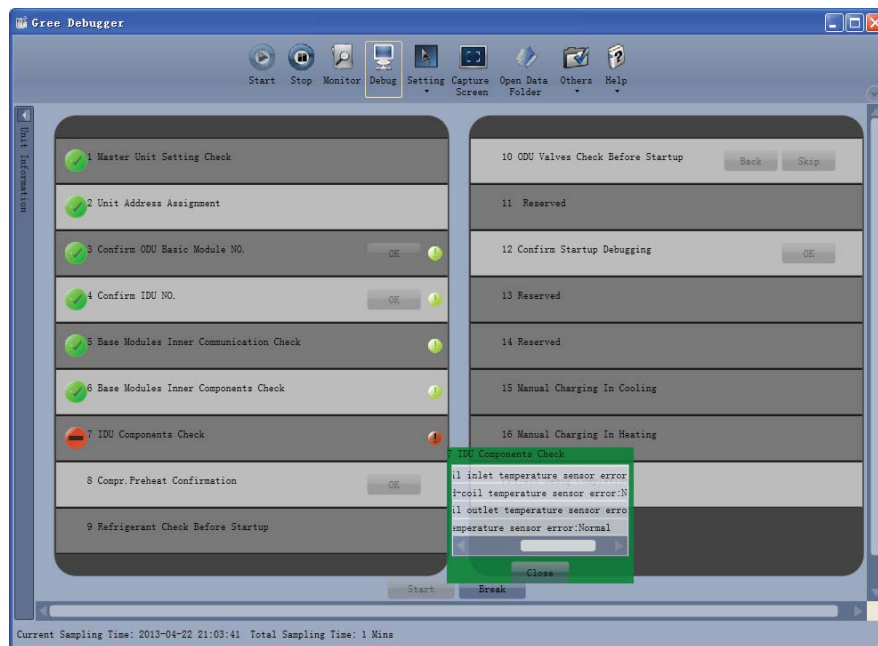 Gree Debugger
Start Stop Monitor Debug Setting Capture Screen Open Data Folder Others Help
Unit Information
1 Master Unit Setting Check
2 Unit Address Assignment
3 Confirm ODU Basic Module NO. OK
4 Confirm IDU NO. OK
5 Base Modules Inner Communication Check
6 Base Modules Inner Components Check
7 IDU Components Check
8 Compr.Preheat Confirmation OK
9 Refrigerant Check Before Startup
10 ODU Valves Check Before Startup Back Skip
11 Reserved
12 Confirm Startup Debugging OK
13 Reserved
14 Reserved
15 Manual Charging In Cooling
16 Manual Charging In Heating
7 IDU Components Check
il inlet temperature sensor error
d-coil temperature sensor error:N
il outlet temperature sensor erro
emperature sensor error:Normal
Close
Start Break
Current Sampling Time: 2013-04-22 21:03:41 Total Sampling Time: 1 Mins